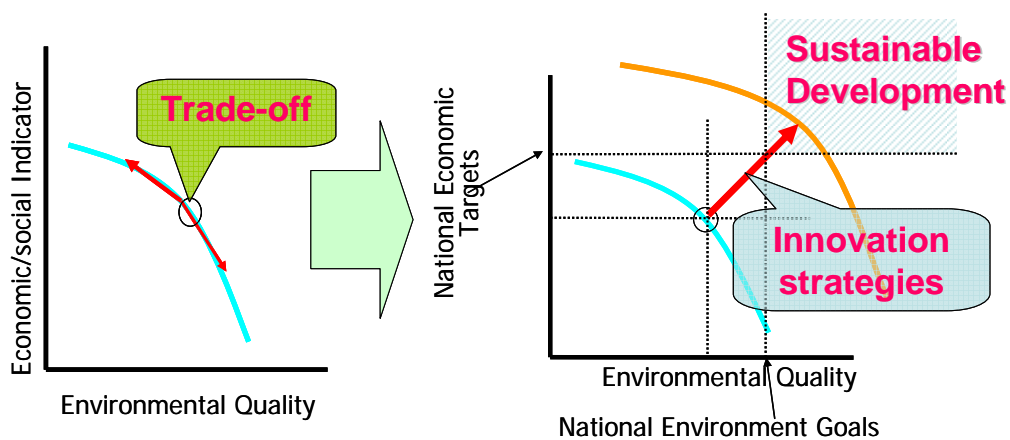 Economic/social Indicator
Trade-off
Environmental Quality
National Economic
Targets
Sustainable
Development
Innovation
strategies
Environmental Quality
National Environment Goals